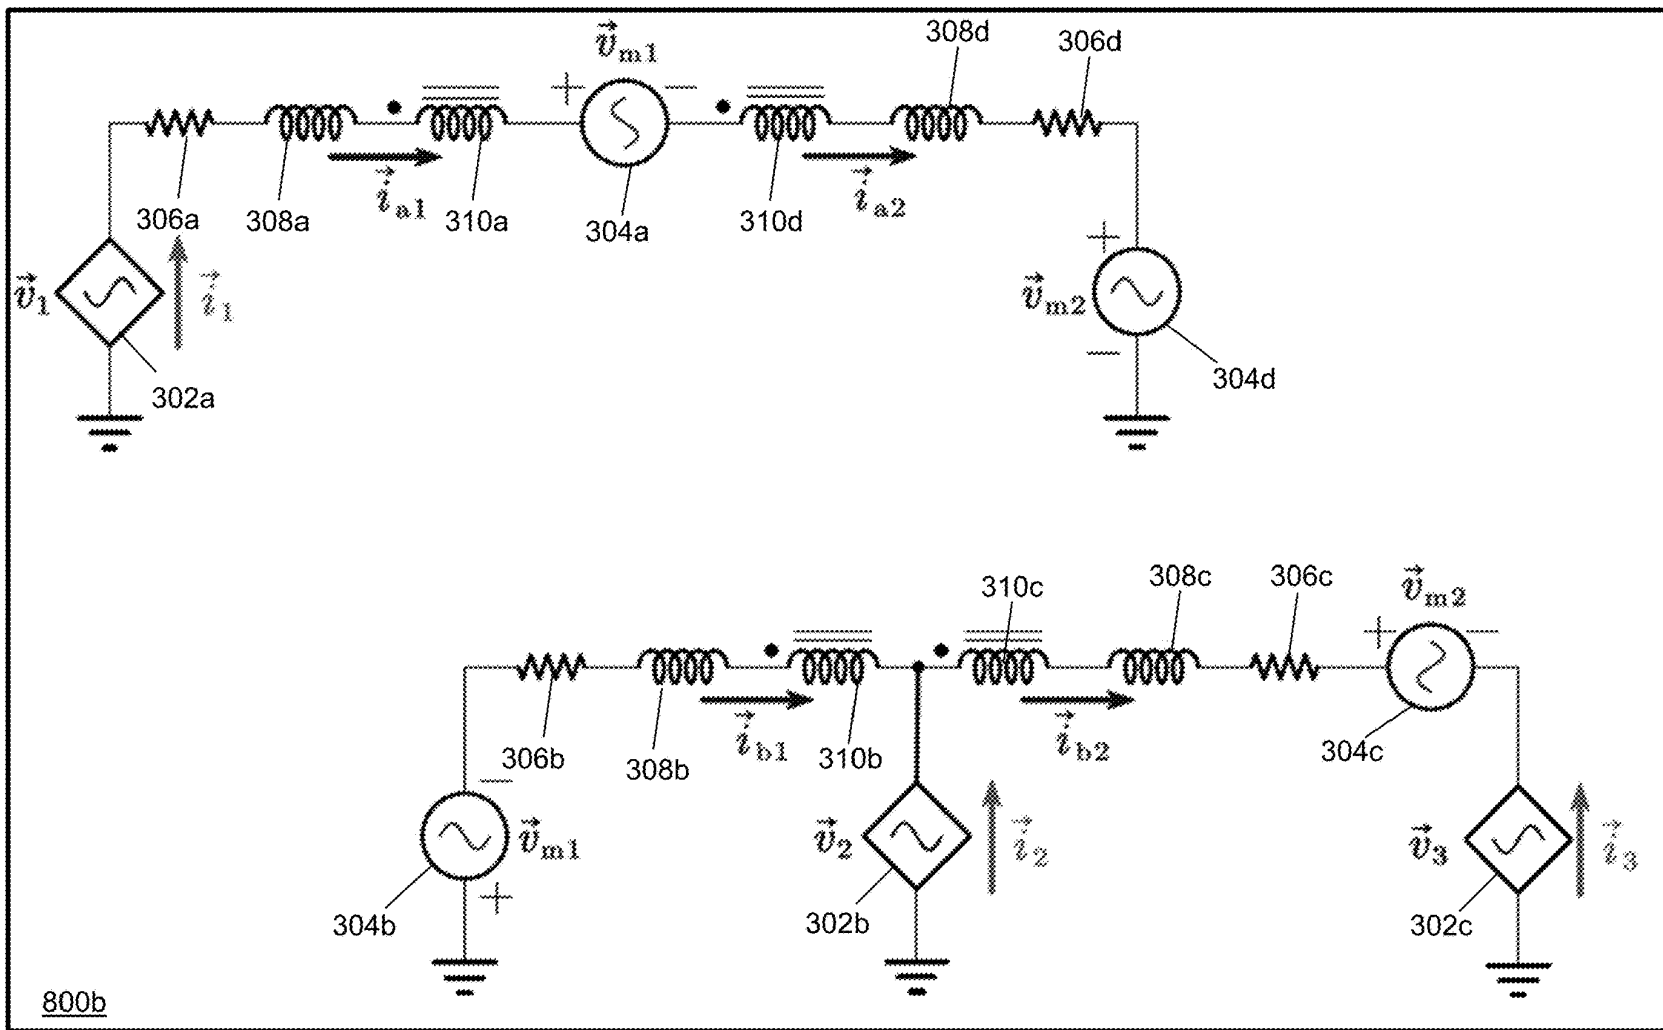 v⃗m1
308d
306d
+ −
306a
308a
i⃗a1
310a
304a
310d
i⃗a2
v⃗1
i⃗1
302a
+
v⃗m2
−
304d
310c
308c
306c
v⃗m2
+ −
306b
308b
i⃗b1
310b
i⃗b2
304c
−
v⃗m1
+
304b
v⃗2
i⃗2
302b
v⃗3
i⃗3
302c
800b